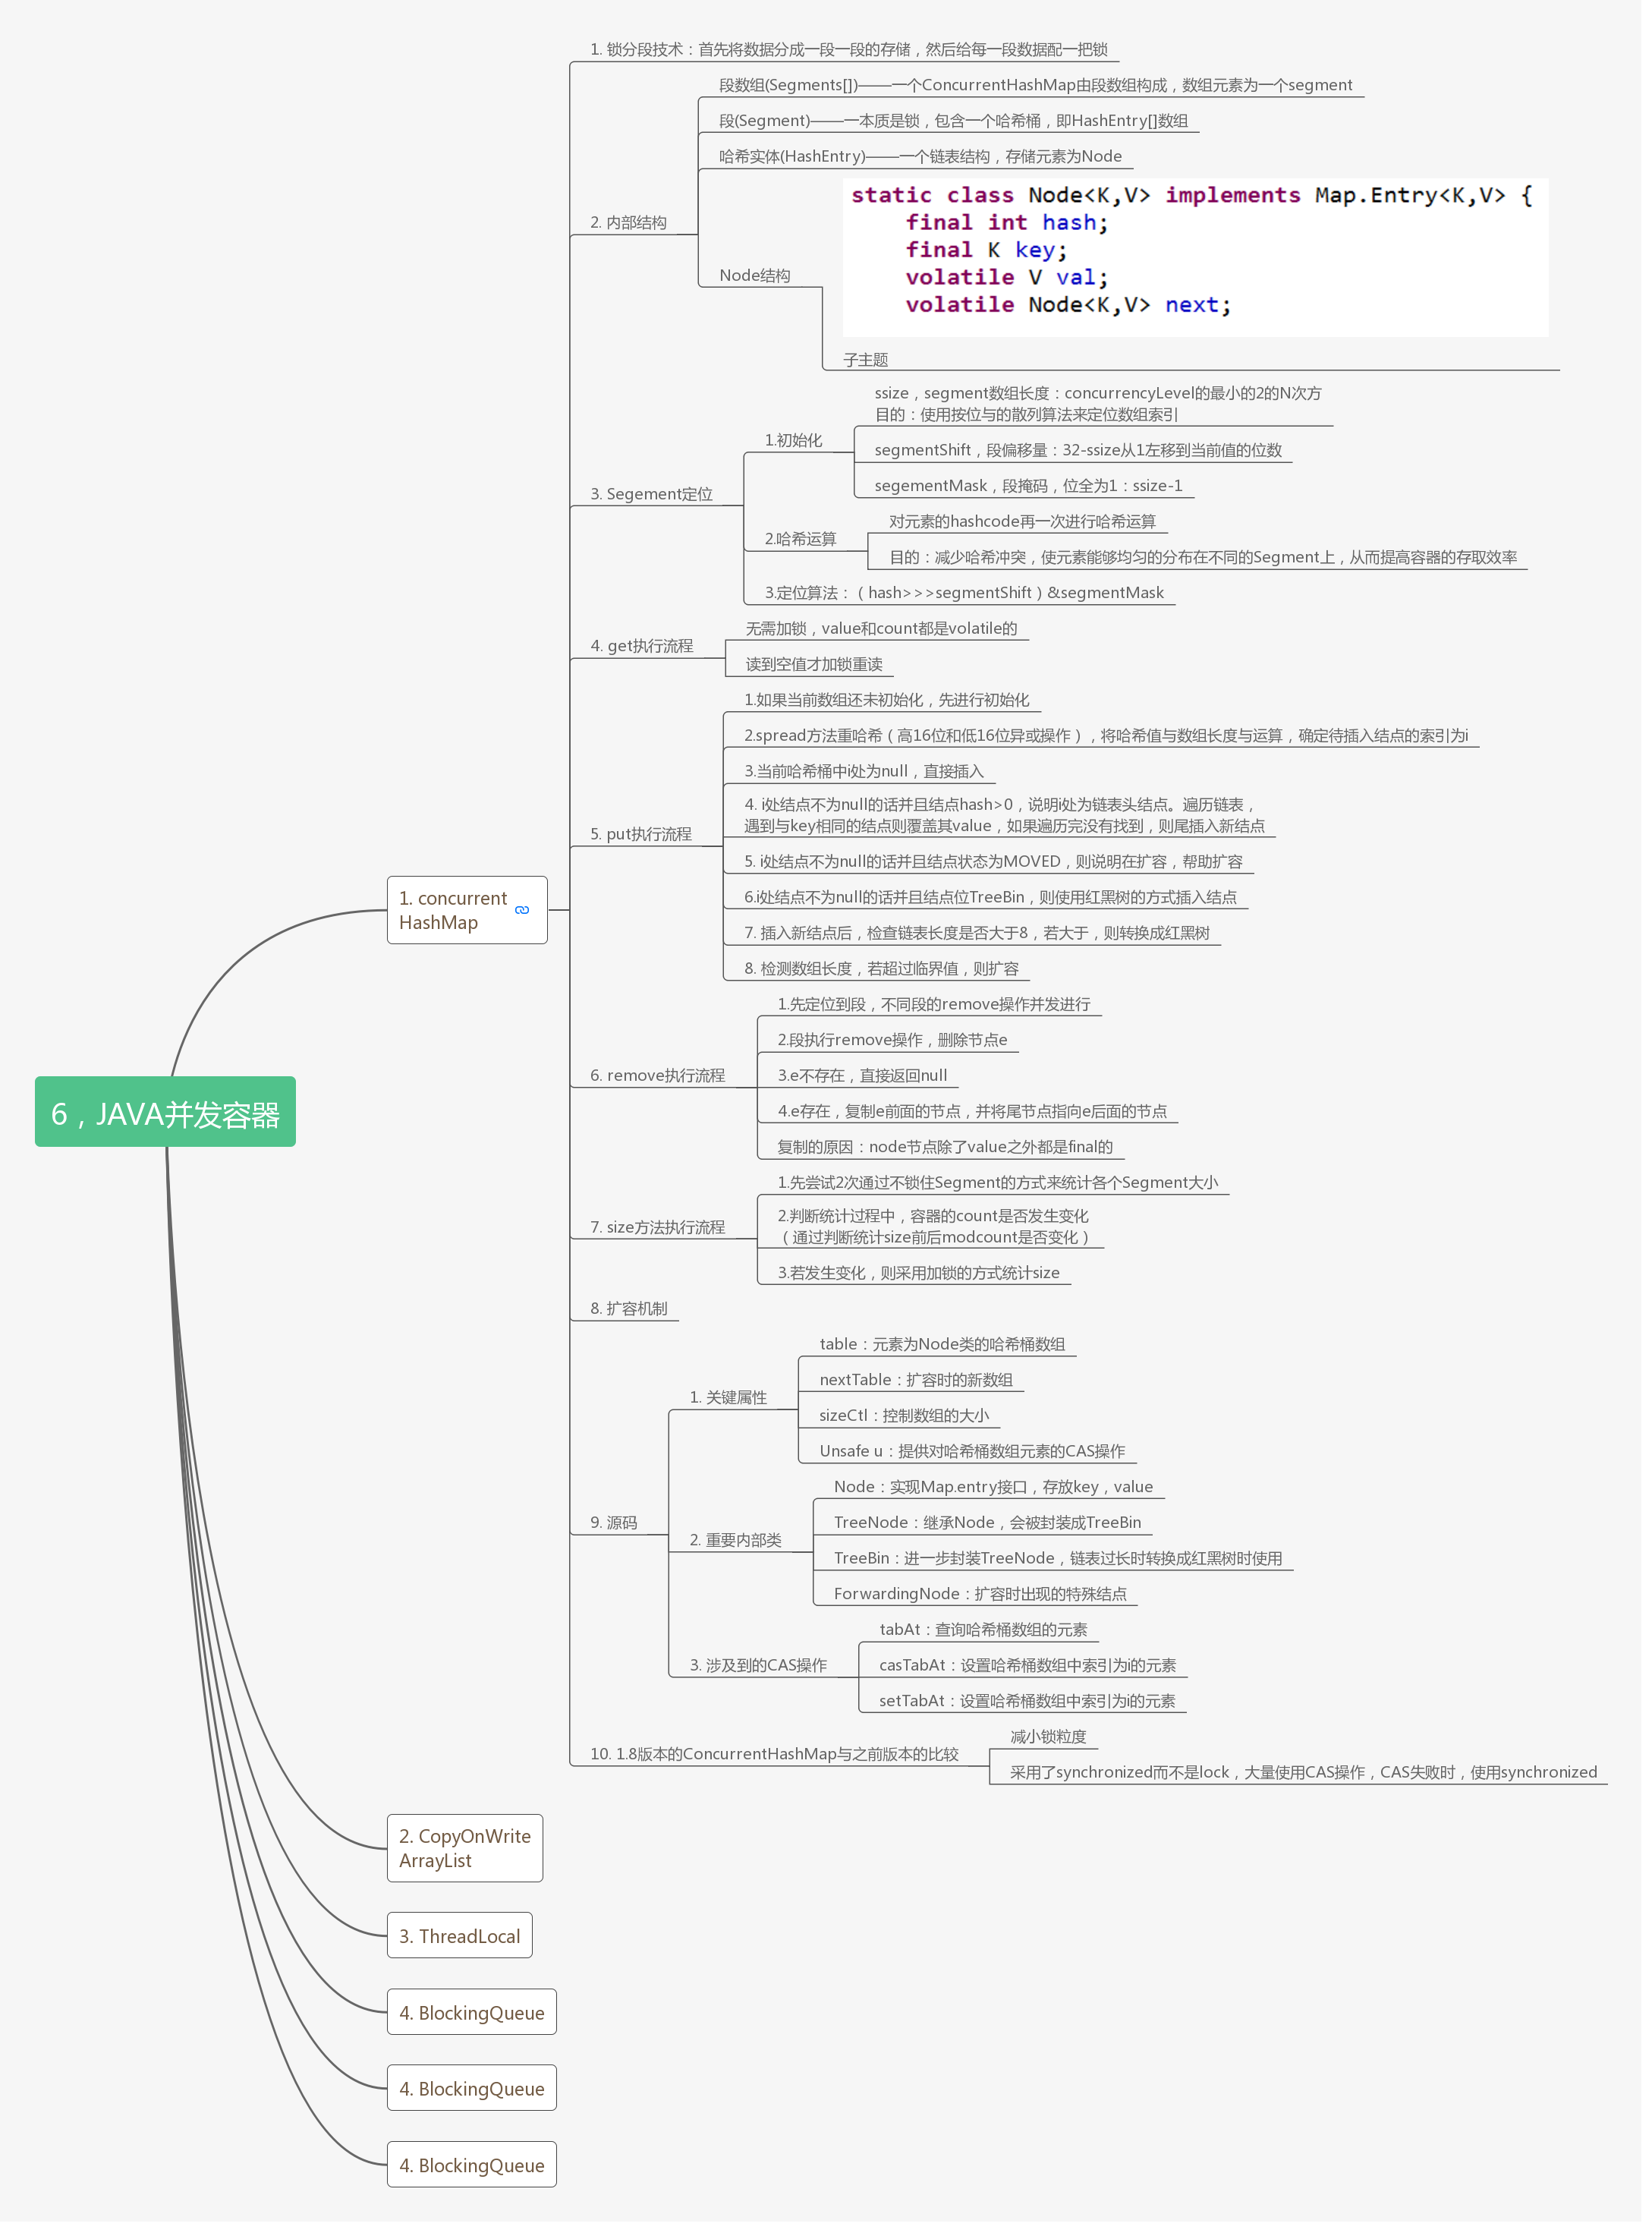 6，JAVA并发容器
1. concurrent
HashMap
1. 锁分段技术：首先将数据分成一段一段的存储，然后给每一段数据配一把锁
2. 内部结构
段数组(Segments[])——一个ConcurrentHashMap由段数组构成，数组元素为一个segment
段(Segment)——一本质是锁，包含一个哈希桶，即HashEntry[]数组
哈希实体(HashEntry)——一个链表结构，存储元素为Node
Node结构
static class Node<K,V> implements Map.Entry<K,V> {
final int hash;
final K key;
volatile V val;
volatile Node<K,V> next;
子主题
3. Segement定位
1.初始化
ssize，segment数组长度：concurrencyLevel的最小的2的N次方
目的：使用按位与的散列算法来定位数组索引
segmentShift，段偏移量：32-ssize从1左移到当前值的位数
segementMask，段掩码，位全为1：ssize-1
2.哈希运算
对元素的hashcode再一次进行哈希运算
目的：减少哈希冲突，使元素能够均匀的分布在不同的Segment上，从而提高容器的存取效率
3.定位算法：（hash>>>segmentShift）&segmentMask
4. get执行流程
无需加锁，value和count都是volatile的
读到空值才加锁重读
5. put执行流程
1.如果当前数组还未初始化，先进行初始化
2.spread方法重哈希（高16位和低16位异或操作），将哈希值与数组长度与运算，确定待插入结点的索引为i
3.当前哈希桶中i处为null，直接插入
4. i处结点不为null的话并且结点hash>0，说明i处为链表头结点。遍历链表，
遇到与key相同的结点则覆盖其value，如果遍历完没有找到，则尾插入新结点
5. i处结点不为null的话并且结点状态为MOVED，则说明在扩容，帮助扩容
6.i处结点不为null的话并且结点位TreeBin，则使用红黑树的方式插入结点
7. 插入新结点后，检查链表长度是否大于8，若大于，则转换成红黑树
8. 检测数组长度，若超过临界值，则扩容
6. remove执行流程
1.先定位到段，不同段的remove操作并发进行
2.段执行remove操作，删除节点e
3.e不存在，直接返回null
4.e存在，复制e前面的节点，并将尾节点指向e后面的节点
复制的原因：node节点除了value之外都是final的
7. size方法执行流程
1.先尝试2次通过不锁住Segment的方式来统计各个Segment大小
2.判断统计过程中，容器的count是否发生变化
（通过判断统计size前后modcount是否变化）
3.若发生变化，则采用加锁的方式统计size
8. 扩容机制
9. 源码
1. 关键属性
table：元素为Node类的哈希桶数组
nextTable：扩容时的新数组
sizeCtl：控制数组的大小
Unsafe u：提供对哈希桶数组元素的CAS操作
2. 重要内部类
Node：实现Map.entry接口，存放key，value
TreeNode：继承Node，会被封装成TreeBin
TreeBin：进一步封装TreeNode，链表过长时转换成红黑树时使用
ForwardingNode：扩容时出现的特殊结点
3. 涉及到的CAS操作
tabAt：查询哈希桶数组的元素
casTabAt：设置哈希桶数组中索引为i的元素
setTabAt：设置哈希桶数组中索引为i的元素
10. 1.8版本的ConcurrentHashMap与之前版本的比较
减小锁粒度
采用了synchronized而不是lock，大量使用CAS操作，CAS失败时，使用synchronized
2. CopyOnWrite
ArrayList
3. ThreadLocal
4. BlockingQueue
4. BlockingQueue
4. BlockingQueue